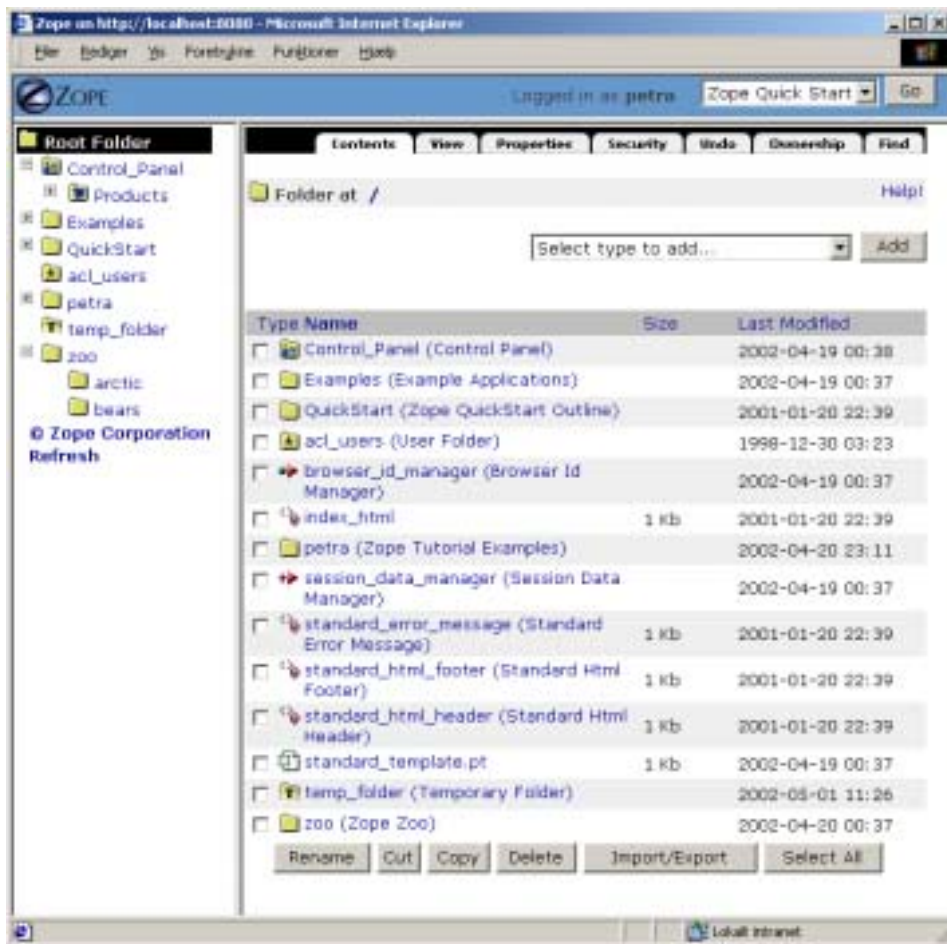 Zope on http://localhost:8080 - Microsoft Internet Explorer
Filer Rediger Vis Foretrukne Funktioner Hjælp
ZOPE
Logged in as petra
Zope Quick Start
Go
Root Folder
Control_Panel
Products
Examples
QuickStart
acl_users
petra
temp_folder
zoo
arctic
bears
© Zope Corporation
Refresh
Contents View Properties Security Undo Ownership Find
Folder at /
Help!
Select type to add...
Add
Type Name Size Last Modified
Control_Panel (Control Panel) 2002-04-19 00:38
Examples (Example Applications) 2002-04-19 00:37
QuickStart (Zope QuickStart Outline) 2001-01-20 22:39
acl_users (User Folder) 1998-12-30 03:23
browser_id_manager (Browser Id
Manager) 2002-04-19 00:37
index_html 1 Kb 2001-01-20 22:39
petra (Zope Tutorial Examples) 2002-04-20 23:11
session_data_manager (Session Data
Manager) 2002-04-19 00:37
standard_error_message (Standard
Error Message) 1 Kb 2001-01-20 22:39
standard_html_footer (Standard Html
Footer) 1 Kb 2001-01-20 22:39
standard_html_header (Standard Html
Header) 1 Kb 2001-01-20 22:39
standard_template.pt 1 Kb 2002-04-19 00:37
temp_folder (Temporary Folder) 2002-05-01 11:26
zoo (Zope Zoo) 2002-04-20 00:37
Rename Cut Copy Delete Import/Export Select All
Lokalt intranet